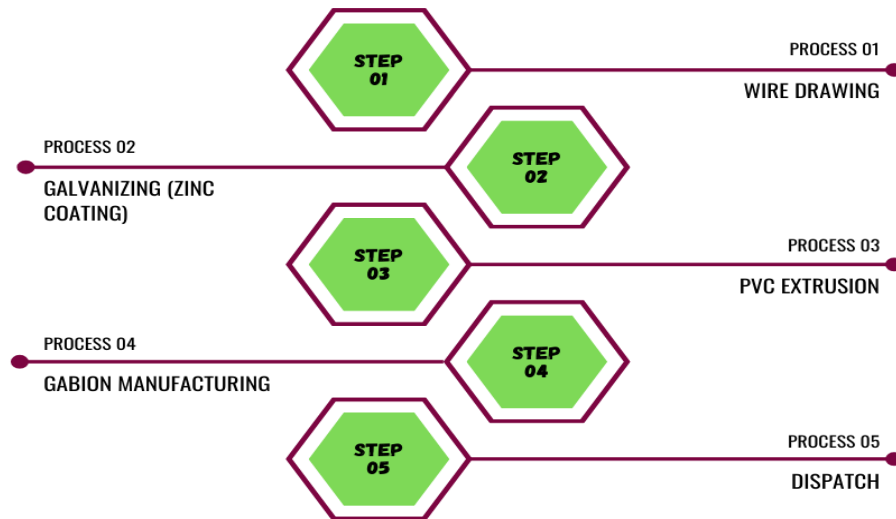 STEP
01
PROCESS 01
WIRE DRAWING
PROCESS 02
GALVANIZING (ZINC
COATING)
STEP
02
STEP
03
PROCESS 03
PVC EXTRUSION
PROCESS 04
GABION MANUFACTURING
STEP
04
STEP
05
PROCESS 05
DISPATCH